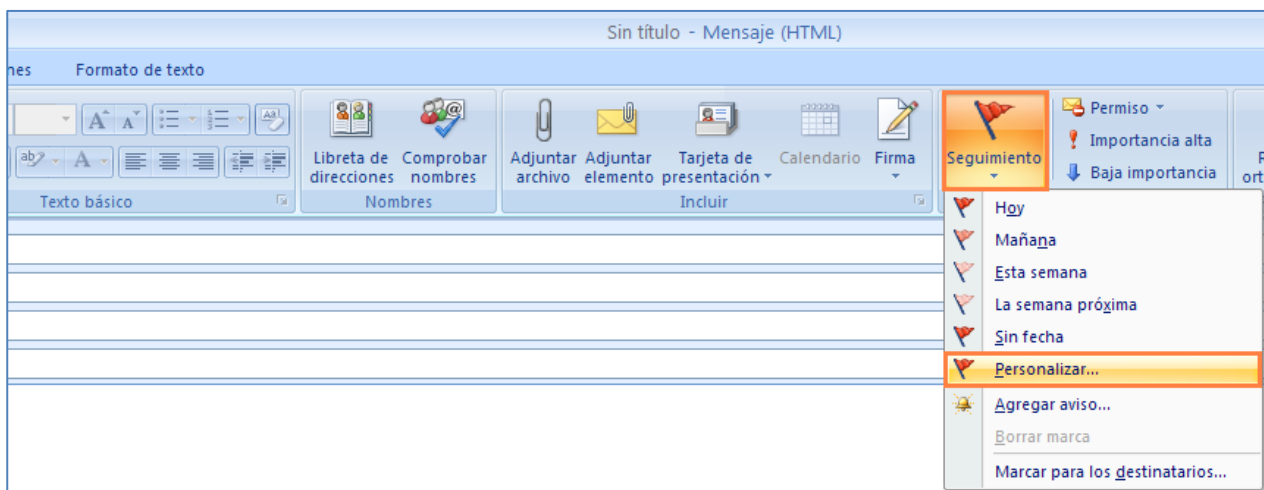 Sin título - Mensaje (HTML)
nes Formato de texto
Libreta de direcciones
Comprobar nombres
Adjuntar archivo
Adjuntar elemento
Tarjeta de presentación
Calendario
Firma
Seguimiento
Permiso
Importancia alta
Baja importancia
Texto básico
Nombres
Incluir
Hoy
Mañana
Esta semana
La semana próxima
Sin fecha
Personalizar...
Agregar aviso...
Borrar marca
Marcar para los destinatarios...